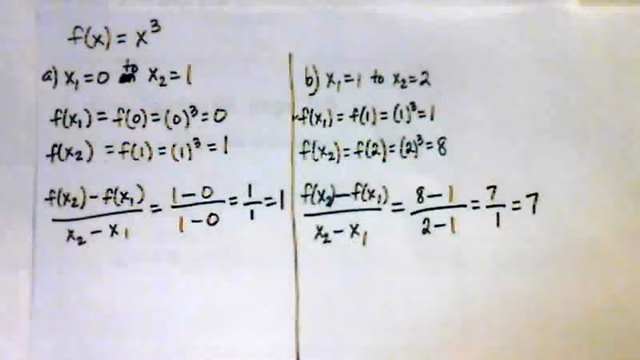 f(x) = x³
a) x₁ = 0 to x₂ = 1
f(x₁) = f(0) = (0)³ = 0
f(x₂) = f(1) = (1)³ = 1
f(x₂) - f(x₁) / x₂ - x₁ = 1 - 0 / 1 - 0 = 1/1 = 1
b) x₁ = 1 to x₂ = 2
f(x₁) = f(1) = (1)³ = 1
f(x₂) = f(2) = (2)³ = 8
f(x₂) - f(x₁) / x₂ - x₁ = 8 - 1 / 2 - 1 = 7/1 = 7